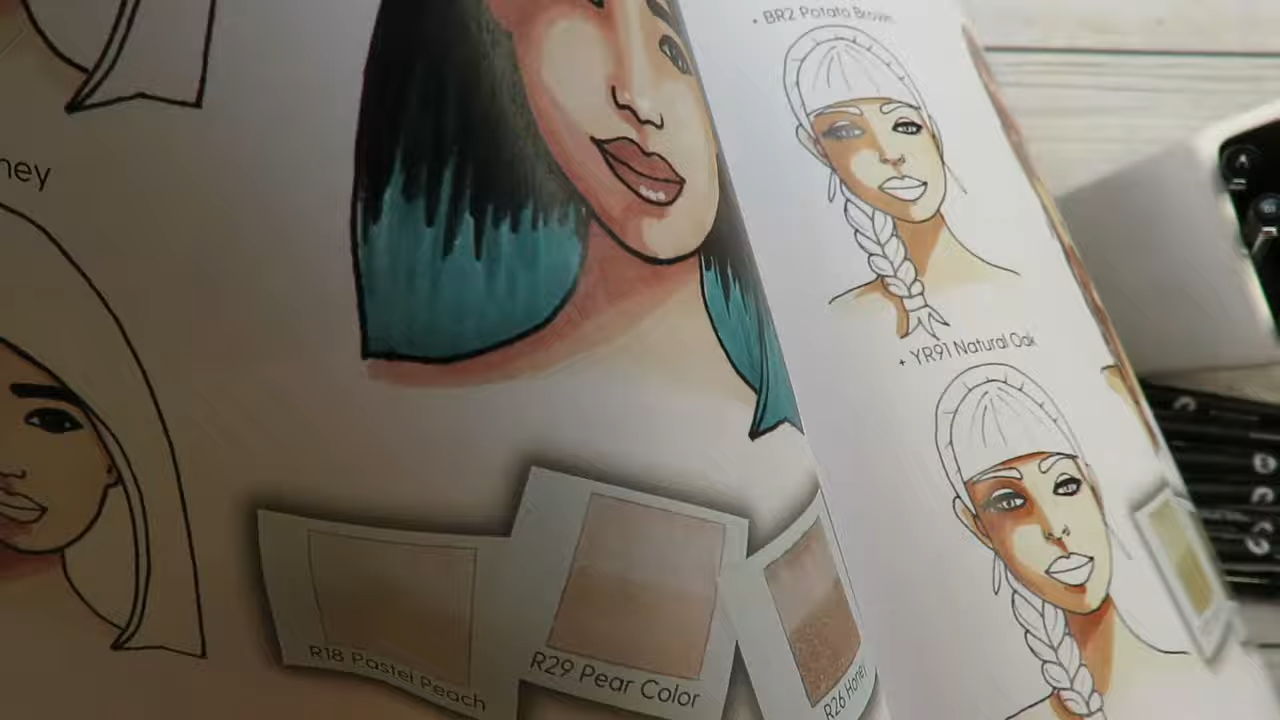 ney
R18 Pastel Peach
R29 Pear Color
R26 Honey
• BR2 Potato Brown
+ YR91 Natural Oak
A